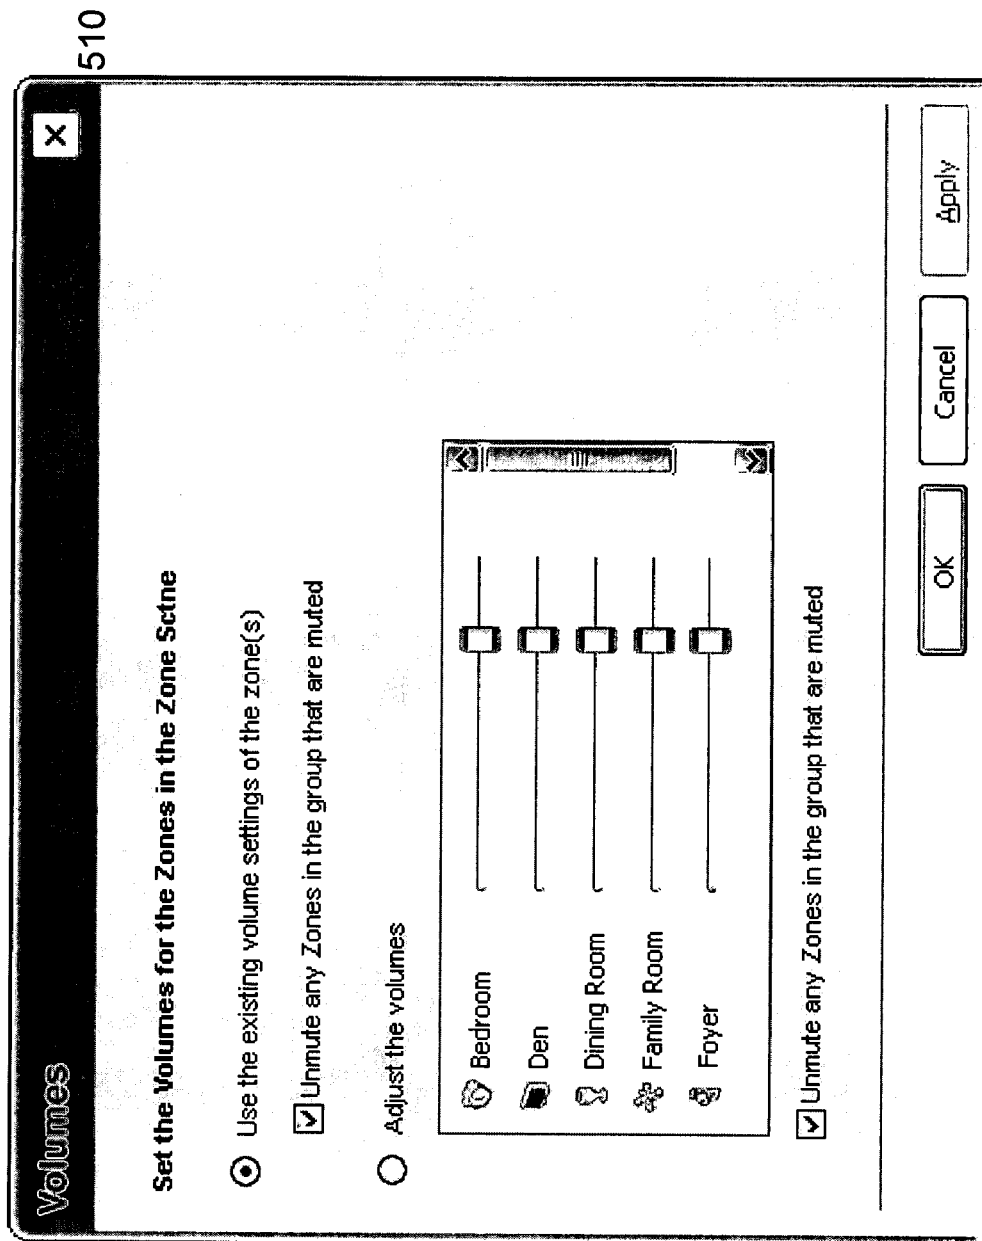 510
Volumes
Set the Volumes for the Zones in the Zone Sctne
Use the existing volume settings of the zone(s)
Unmute any Zones in the group that are muted
Adjust the volumes
Bedroom
Den
Dining Room
Family Room
Foyer
Unmute any Zones in the group that are muted
OK Cancel Apply